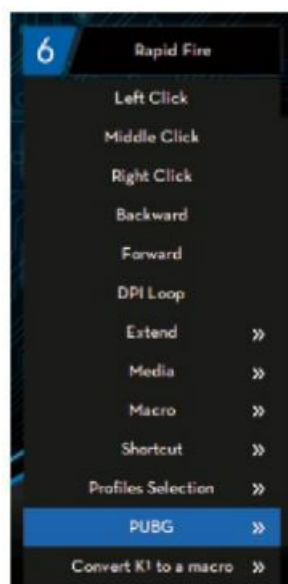 6 Rapid Fire
Left Click
Middle Click
Right Click
Backward
Forward
DPI Loop
Extend »
Media »
Macro »
Shortcut »
Profiles Selection »
PUBG »
Convert K1 to a macro »